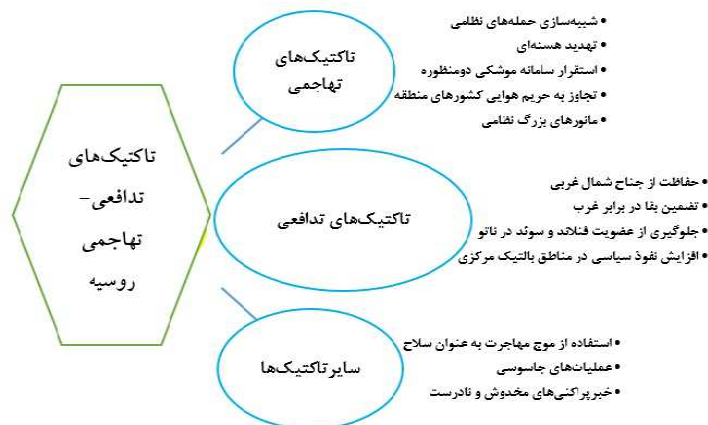 تاکتیک‌های
تدافعی–
تهاجمی
روسیه
تاکتیک‌های
تهاجمی
• شبیه‌سازی حمله‌های نظامی
• تهدید هسته‌ای
• استقرار سامانه موشکی دومنظوره
• تجاوز به حریم هوایی کشورهای منطقه
• مانورهای بزرگ نظامی
تاکتیک‌های تدافعی
• حفاظت از جناح شمال غربی
• تضمین بقا در برابر غرب
• جلوگیری از عضویت فنلاند و سوئد در ناتو
• افزایش نفوذ سیاسی در مناطق بالتیک مرکزی
سایرتاکتیک‌ها
• استفاده از موج مهاجرت به عنوان سلاح
• عملیات‌های جاسوسی
• خبرپراکنی‌های مخدوش و نادرست